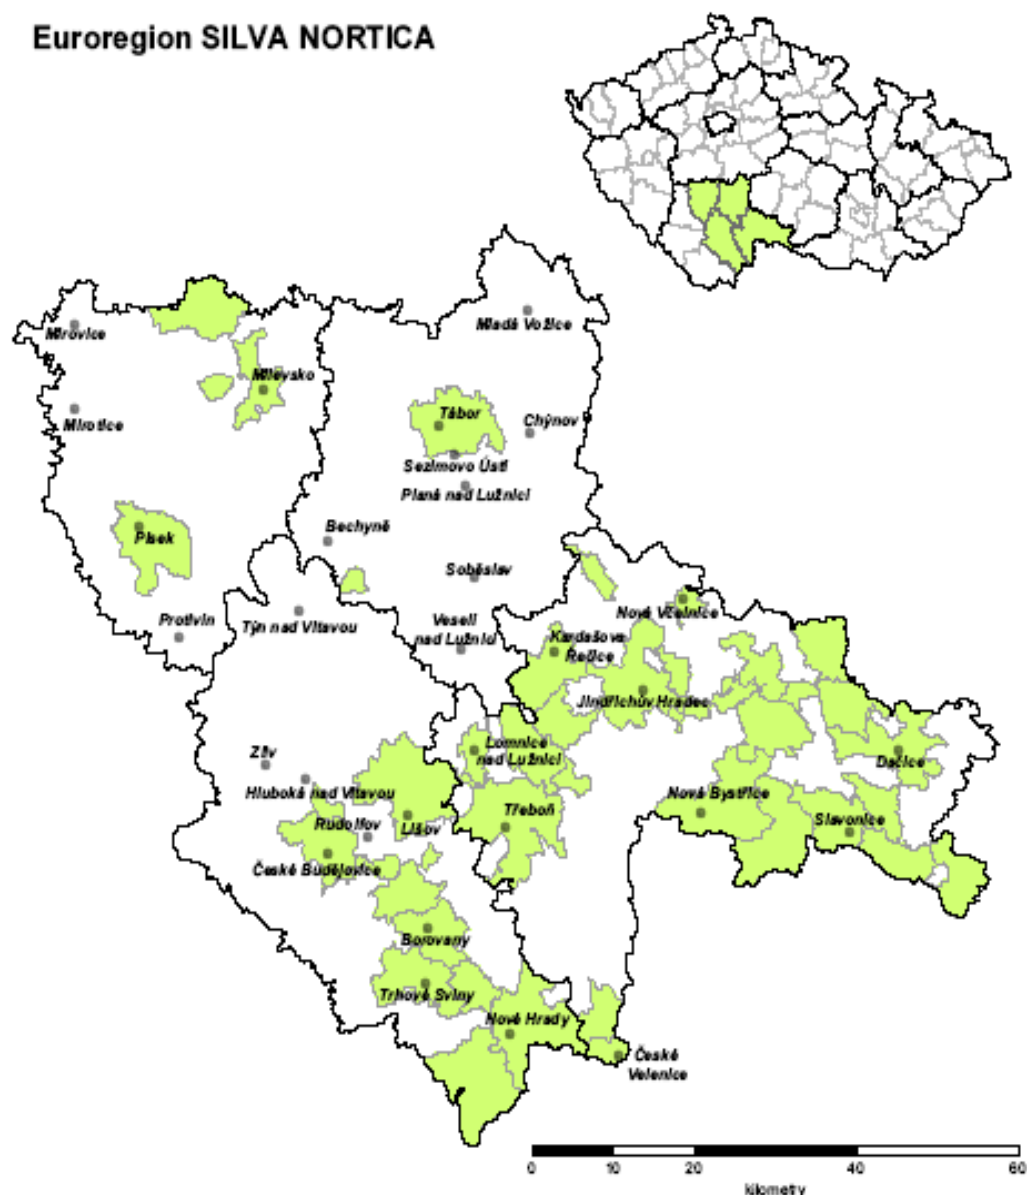 Euroregion SILVA NORTICA
Mirovice
Mladá Vožice
Milevsko
Mirotice
Tábor
Chýnov
Sezimovo Ústí
Planá nad Lužnicí
Písek
Bechyně
Soběslav
Nová Včelnice
Protivín
Týn nad Vltavou
Veselí
nad Lužnicí
Kardašova
Řečice
Jindřichův Hradec
Zliv
Lomnice
nad Lužnicí
Dačice
Hluboká nad Vltavou
Nová Bystřice
Rudolfov
Lišov
Třeboň
Slavonice
České Budějovice
Borovany
Trhové Sviny
Nové Hrady
České
Velenice
0 10 20 40 60
kilometry